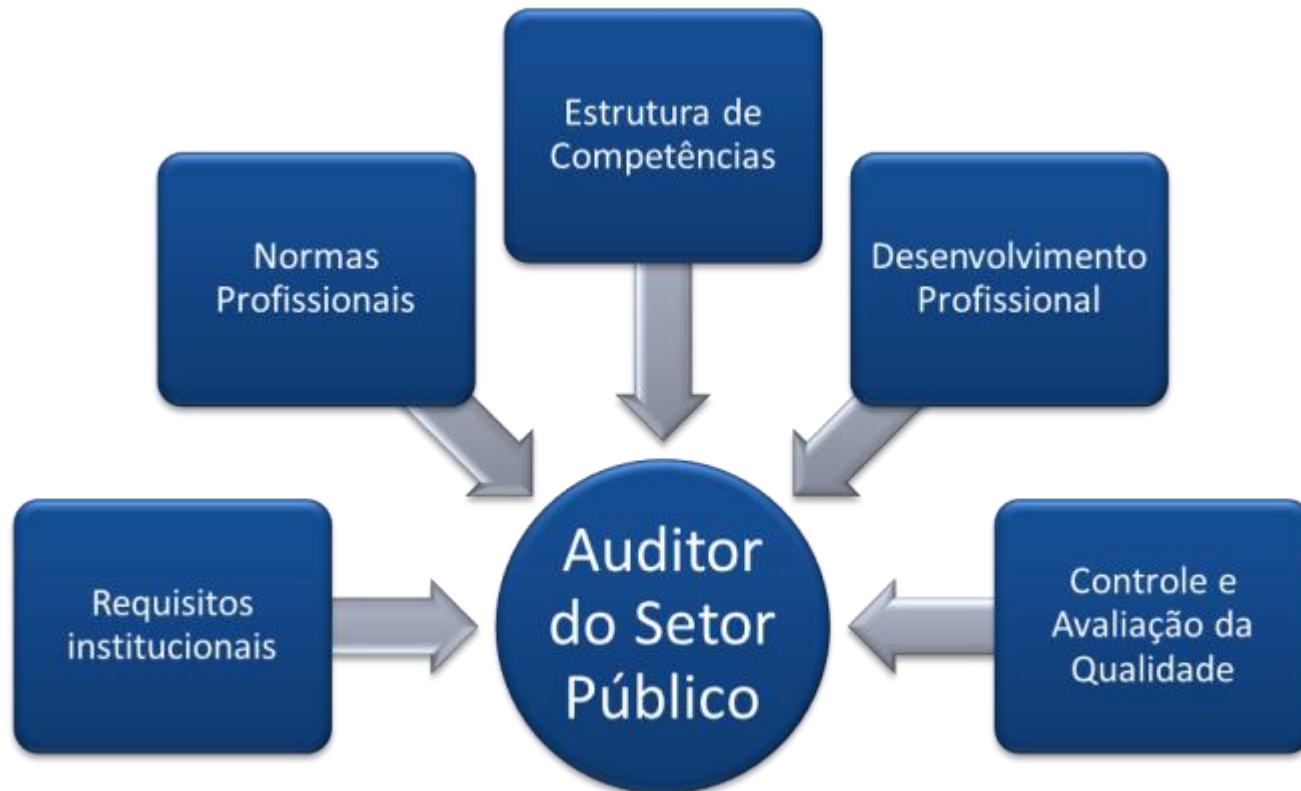 Estrutura de
Competências
Normas
Profissionais
Desenvolvimento
Profissional
Requisitos
institucionais
Auditor
do Setor
Público
Controle e
Avaliação da
Qualidade